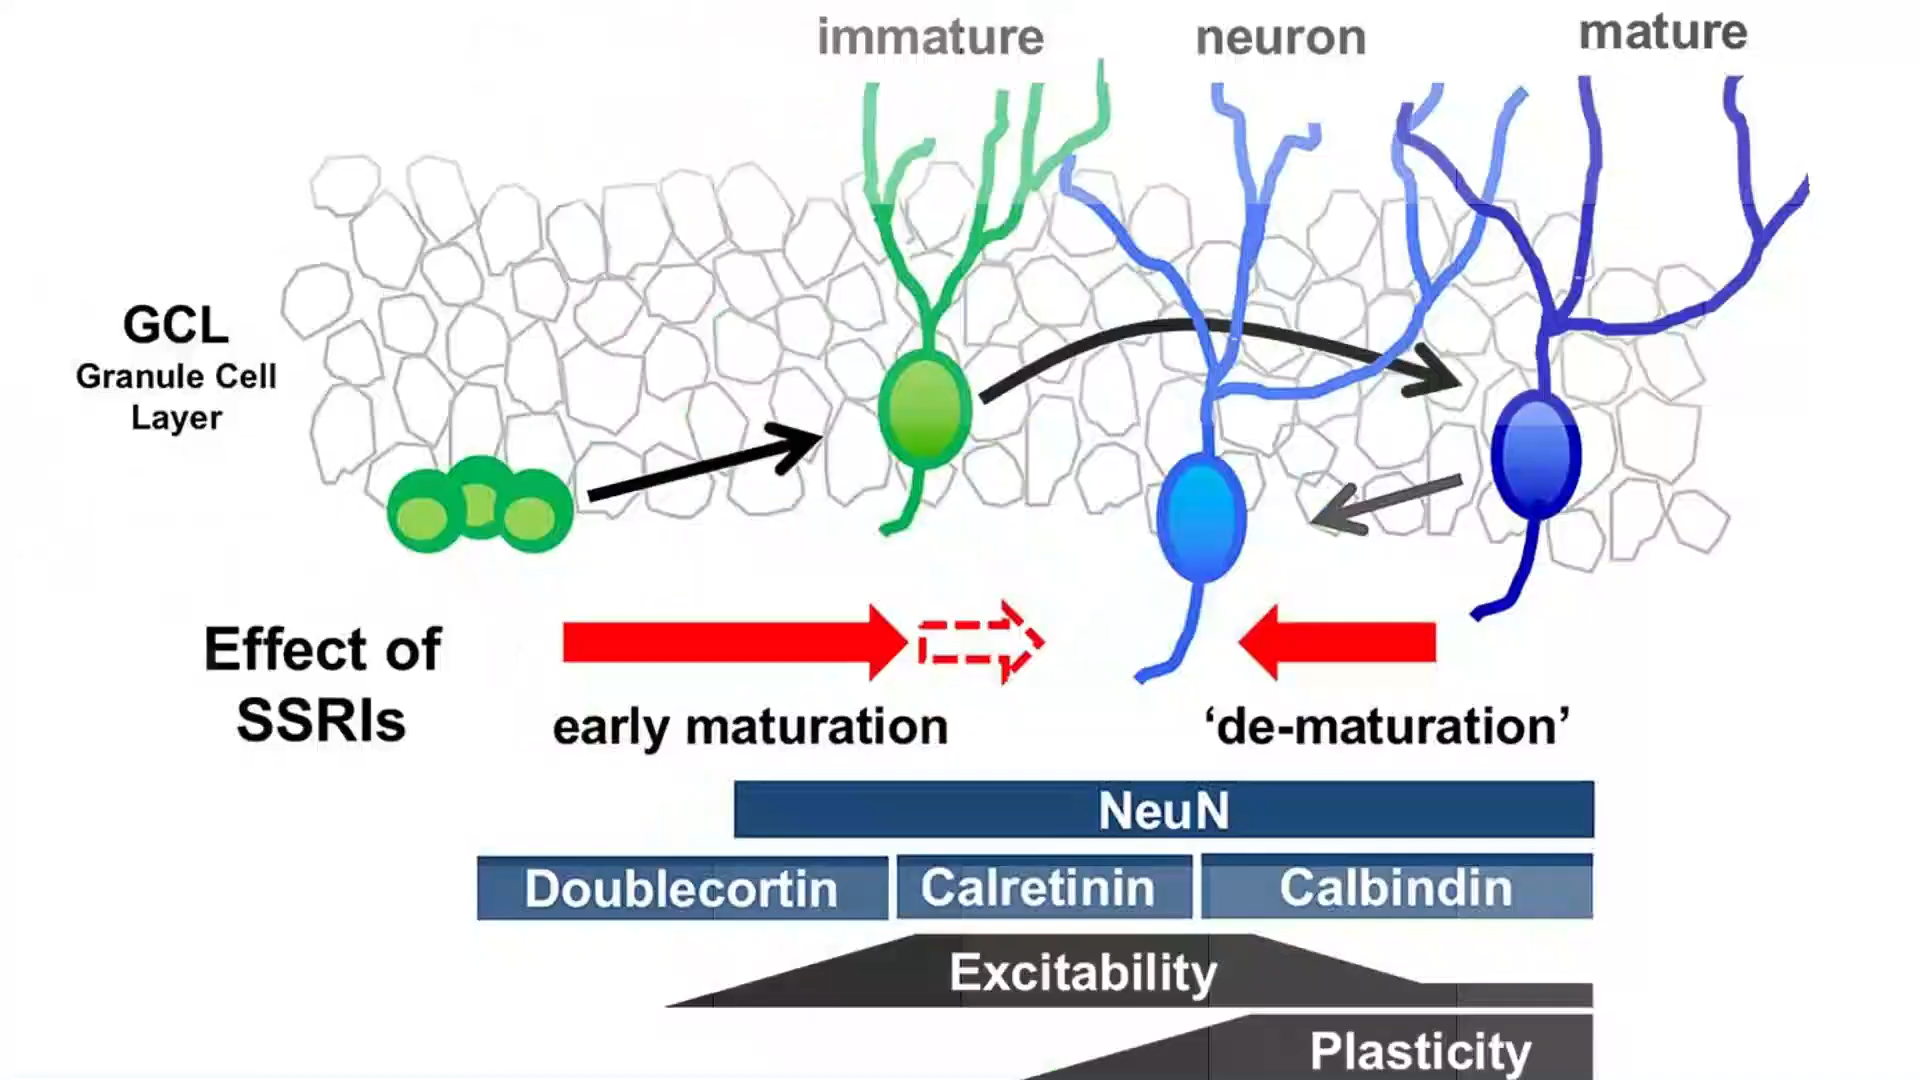 immature neuron mature
GCL
Granule Cell
Layer
Effect of
SSRIs
early maturation
‘de-maturation’
NeuN
Doublecortin
Calretinin
Calbindin
Excitability
Plasticity